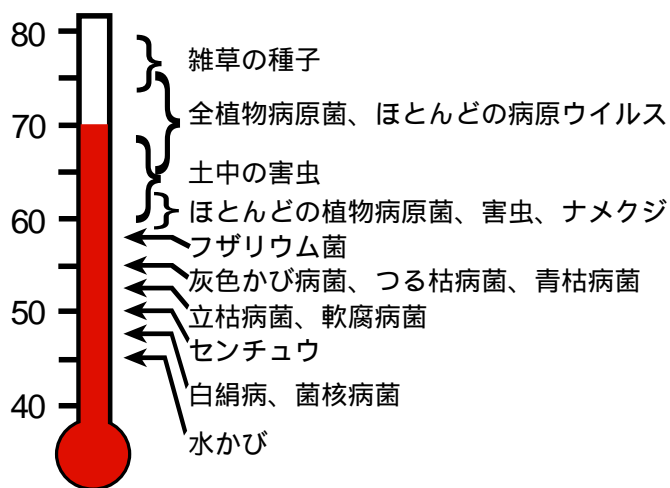 80
雑草の種子
全植物病原菌、ほとんどの病原ウイルス
70
土中の害虫
ほとんどの植物病原菌、害虫、ナメクジ
60
フザリウム菌
灰色かび病菌、つる枯病菌、青枯病菌
50
立枯病菌、軟腐病菌
センチュウ
白絹病、菌核病菌
40
水かび